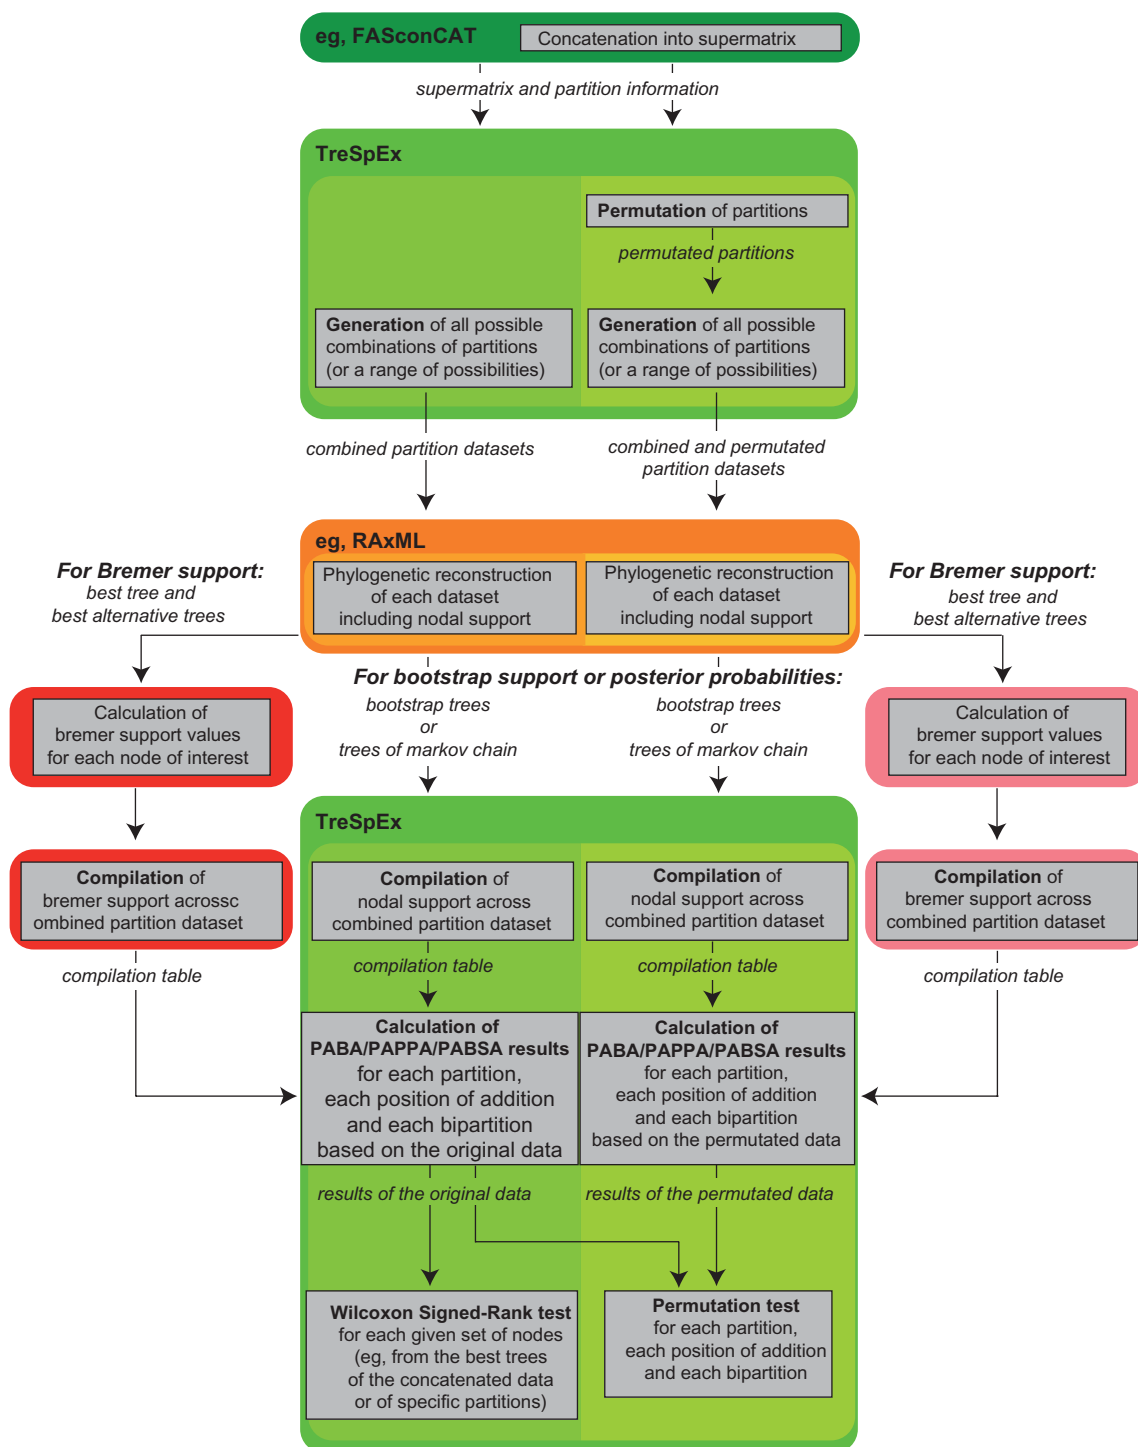 eg, FASconCAT
Concatenation into supermatrix
supermatrix and partition information
TreSpEx
Permutation of partitions
permutated partitions
Generation of all possible
combinations of partitions
(or a range of possibilities)
Generation of all possible
combinations of partitions
(or a range of possibilities)
combined partition datasets
combined and permutated
partition datasets
eg, RAxML
Phylogenetic reconstruction
of each dataset
including nodal support
Phylogenetic reconstruction
of each dataset
including nodal support
For Bremer support:
best tree and
best alternative trees
For Bremer support:
best tree and
best alternative trees
For bootstrap support or posterior probabilities:
bootstrap trees
or
trees of markov chain
bootstrap trees
or
trees of markov chain
Calculation of
bremer support values
for each node of interest
Calculation of
bremer support values
for each node of interest
TreSpEx
Compilation of
bremer support acrossc
ombined partition dataset
Compilation of
nodal support across
combined partition dataset
Compilation of
nodal support across
combined partition dataset
Compilation of
bremer support across
combined partition dataset
compilation table
compilation table
compilation table
compilation table
Calculation of
PABA/PAPPA/PABSA results
for each partition,
each position of addition
and each bipartition
based on the original data
Calculation of
PABA/PAPPA/PABSA results
for each partition,
each position of addition
and each bipartition
based on the permutated data
results of the original data
results of the permutated data
Wilcoxon Signed-Rank test
for each given set of nodes
(eg, from the best trees
of the concatenated data
or of specific partitions)
Permutation test
for each partition,
each position of addition
and each bipartition